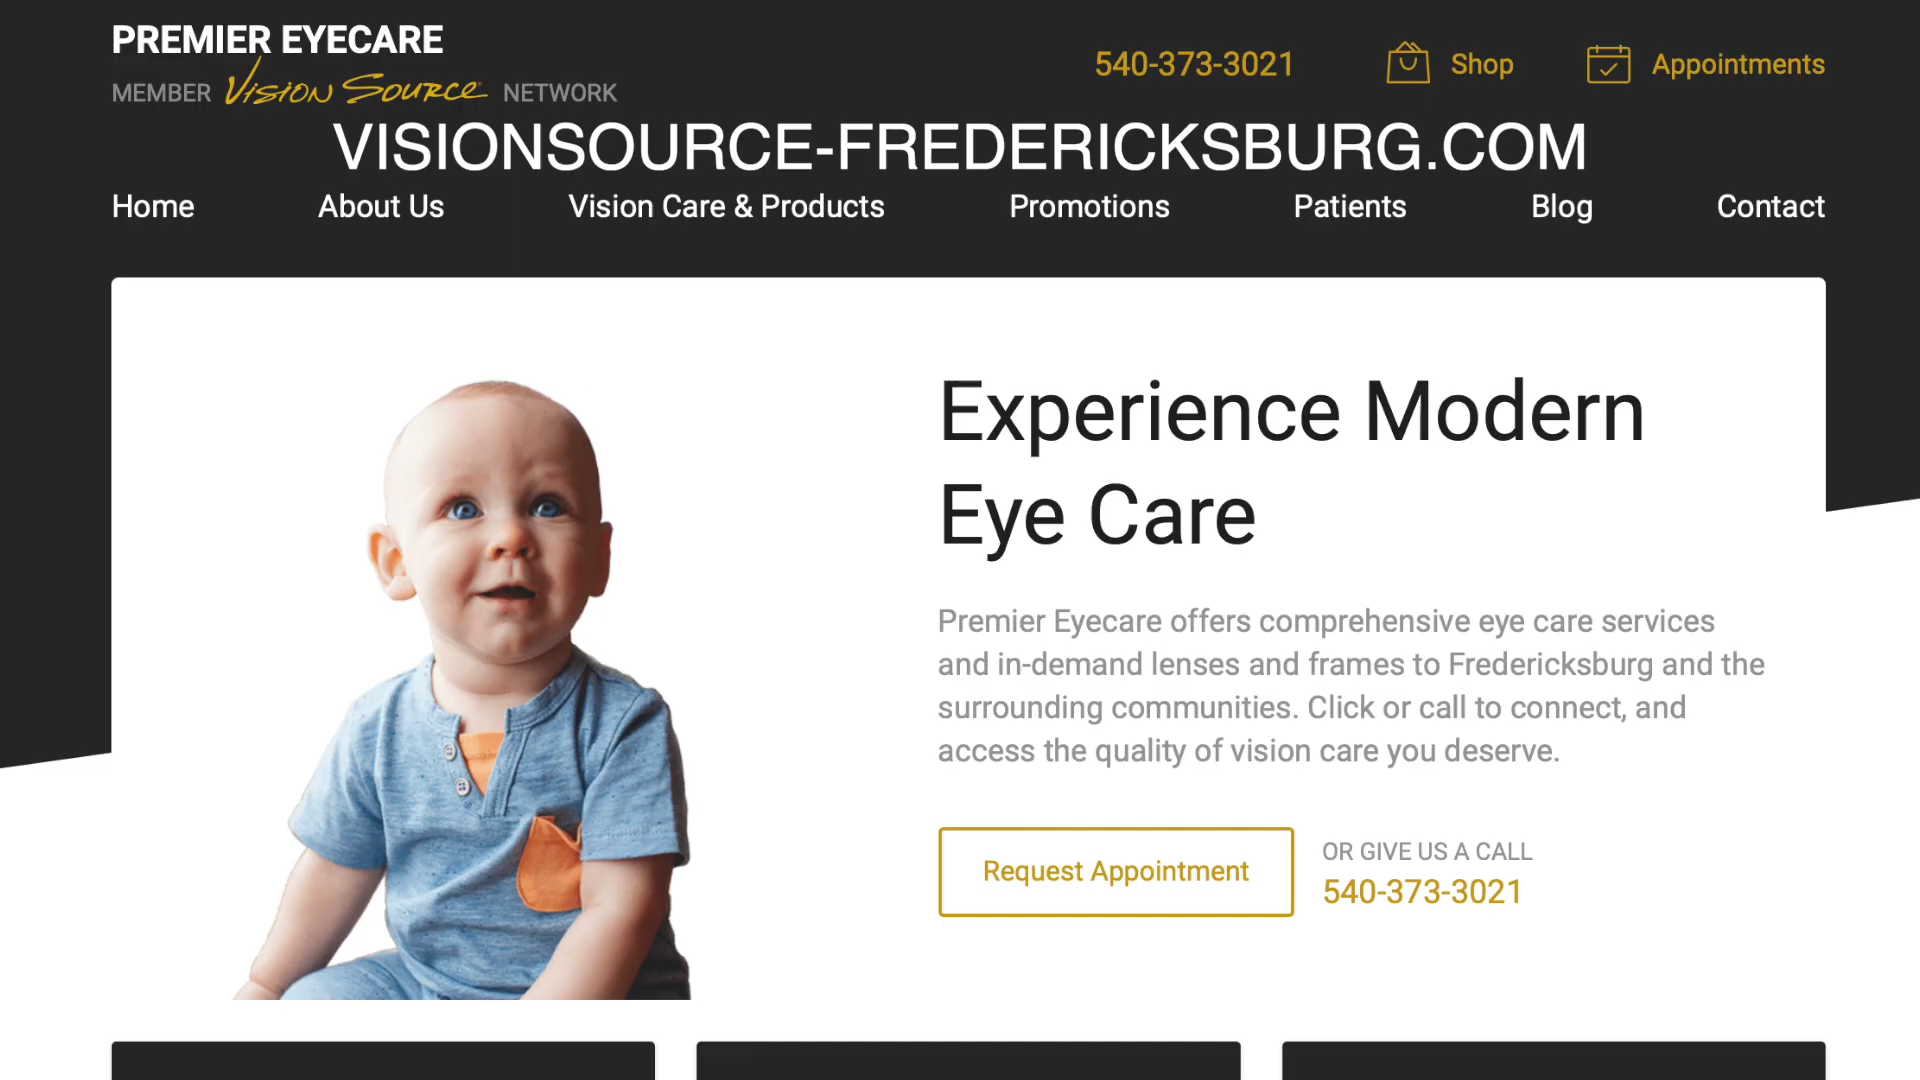 PREMIER EYECARE
MEMBER Vision Source NETWORK
540-373-3021
Shop
Appointments
VISIONSOURCE-FREDERICKSBURG.COM
Home
About Us
Vision Care & Products
Promotions
Patients
Blog
Contact
Experience Modern
Eye Care
Premier Eyecare offers comprehensive eye care services
and in-demand lenses and frames to Fredericksburg and the
surrounding communities. Click or call to connect, and
access the quality of vision care you deserve.
Request Appointment
OR GIVE US A CALL
540-373-3021